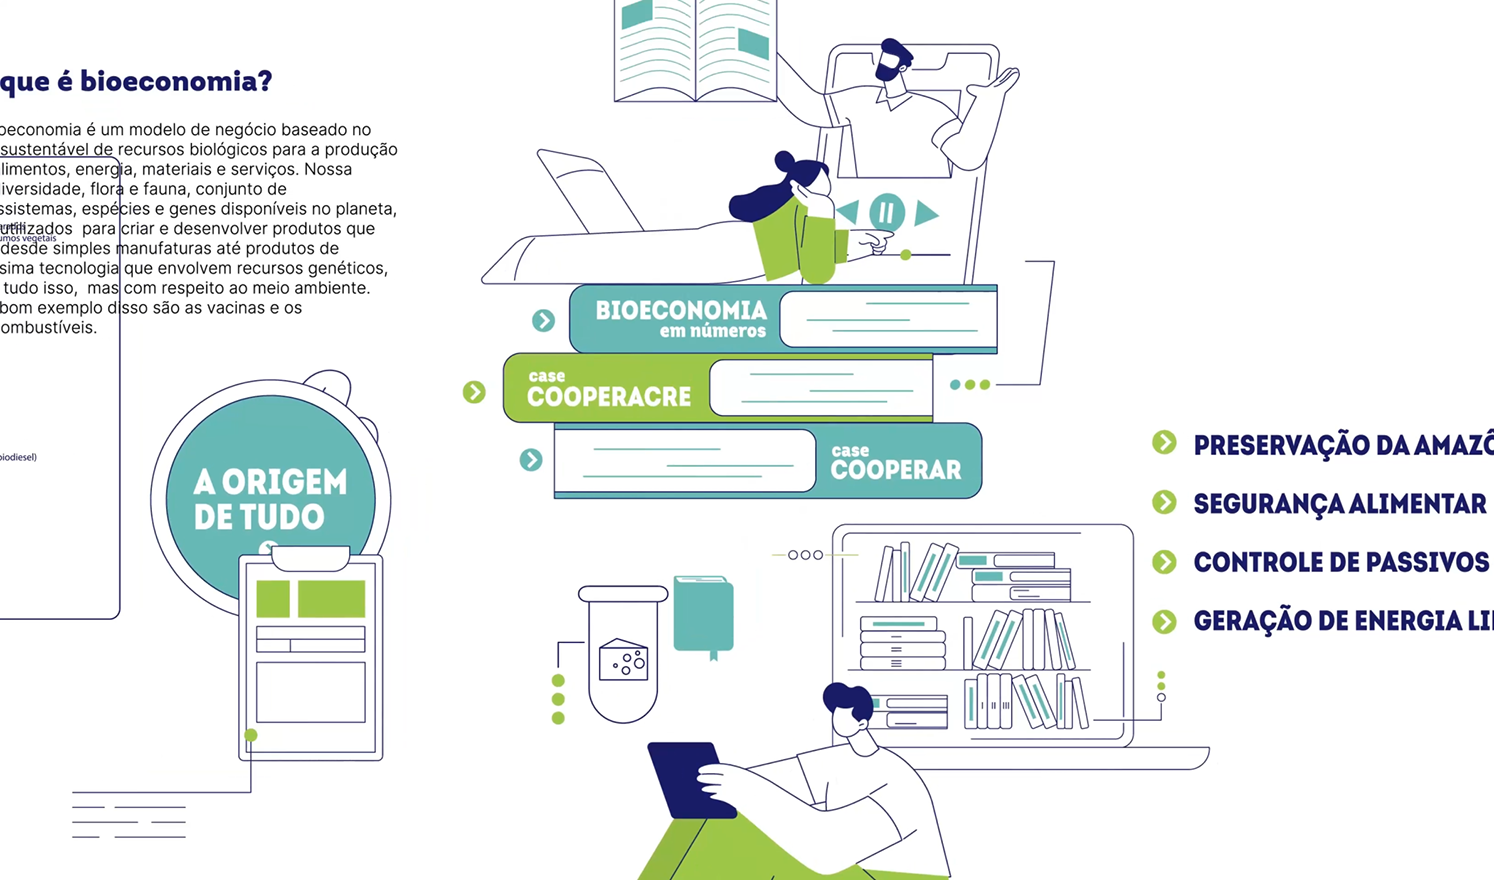 que é bioeconomia?
oeconomia é um modelo de negócio baseado no
sustentável de recursos biológicos para a produção
limentos, energia, materiais e serviços. Nossa
iversidade, flora e fauna, conjunto de
ssistemas, espécies e genes disponíveis no planeta,
utilizados para criar e desenvolver produtos que
desde simples manufaturas até produtos de
sima tecnologia que envolvem recursos genéticos,
tudo isso, mas com respeito ao meio ambiente.
bom exemplo disso são as vacinas e os
ombustíveis.
umos vegetais
biodiesel)
A ORIGEM
DE TUDO
BIOECONOMIA
em números
case
COOPERACRE
case
COOPERAR
PRESERVAÇÃO DA AMAZÔ
SEGURANÇA ALIMENTAR
CONTROLE DE PASSIVOS
GERAÇÃO DE ENERGIA LI